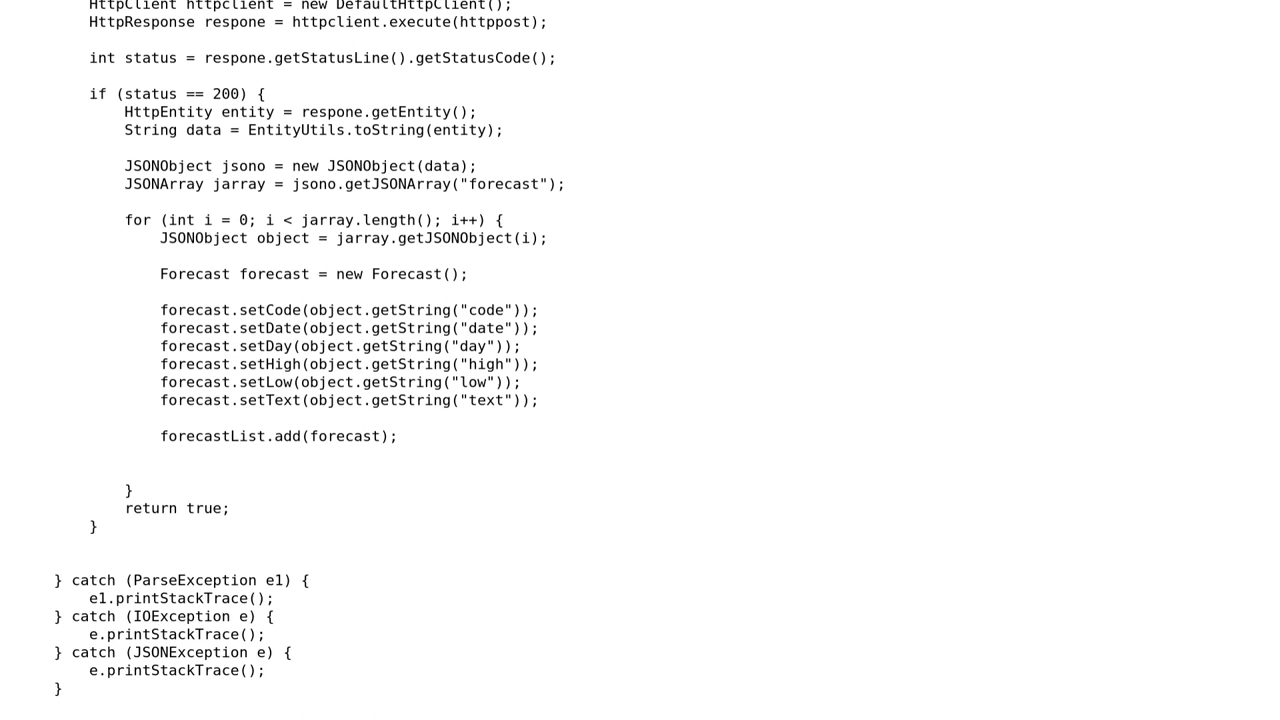 HttpClient httpclient = new DefaultHttpClient();
HttpResponse respone = httpclient.execute(httppost);
int status = respone.getStatusLine().getStatusCode();
if (status == 200) {
HttpEntity entity = respone.getEntity();
String data = EntityUtils.toString(entity);
JSONObject jsono = new JSONObject(data);
JSONArray jarray = jsono.getJSONArray("forecast");
for (int i = 0; i < jarray.length(); i++) {
JSONObject object = jarray.getJSONObject(i);
Forecast forecast = new Forecast();
forecast.setCode(object.getString("code"));
forecast.setDate(object.getString("date"));
forecast.setDay(object.getString("day"));
forecast.setHigh(object.getString("high"));
forecast.setLow(object.getString("low"));
forecast.setText(object.getString("text"));
forecastList.add(forecast);
}
return true;
}
} catch (ParseException e1) {
e1.printStackTrace();
} catch (IOException e) {
e.printStackTrace();
} catch (JSONException e) {
e.printStackTrace();
}